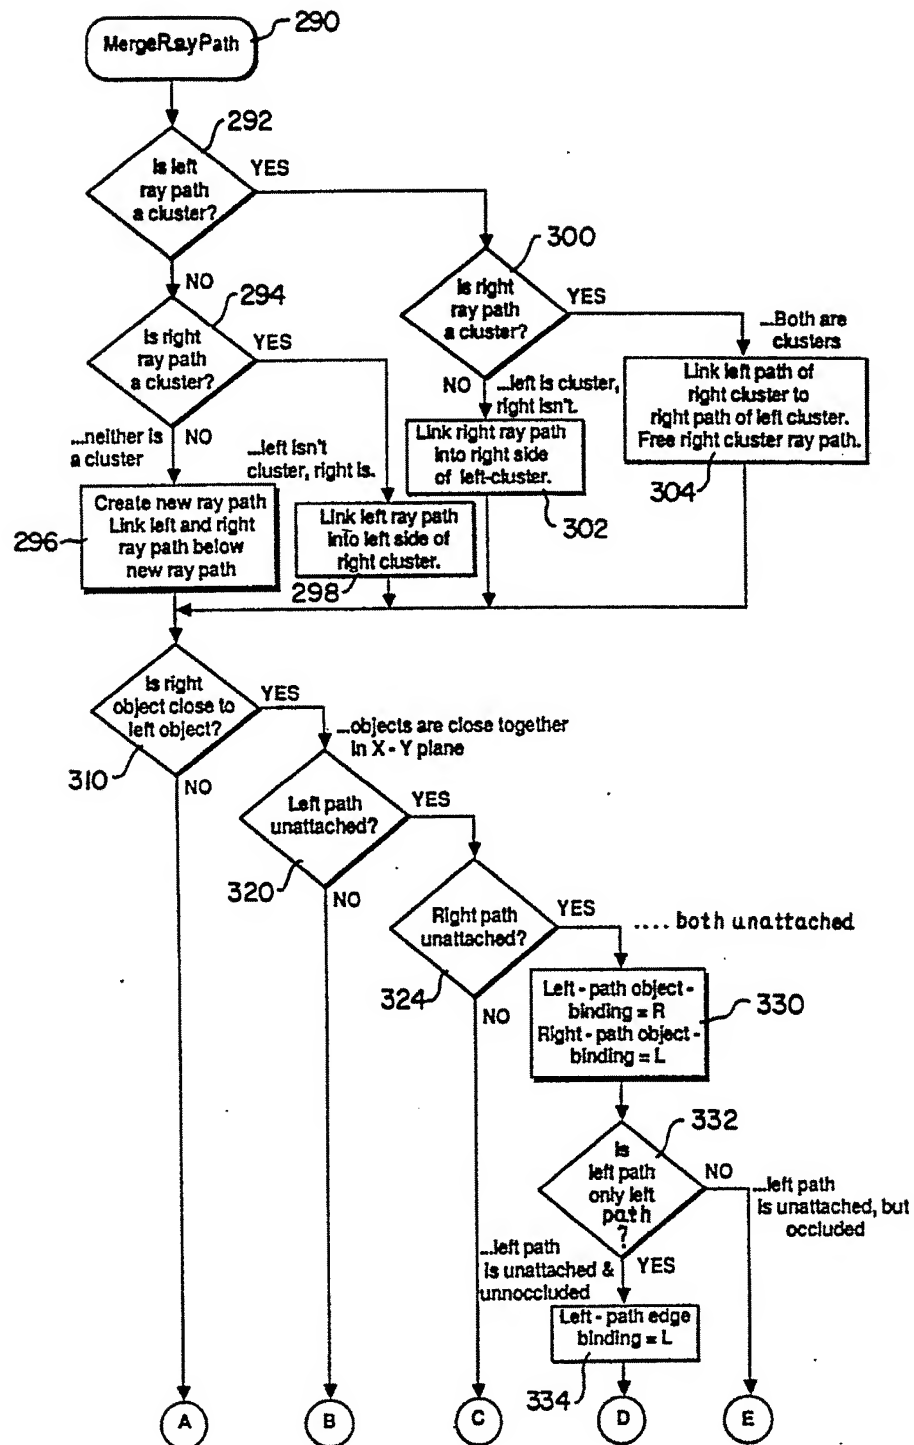 MergeRayPath
290
292
Is left
ray path
a cluster?
YES
NO
300
Is right
ray path
a cluster?
YES
NO
294
Is right
ray path
a cluster?
YES
NO
...Both are
clusters
Link left path of
right cluster to
right path of left cluster.
Free right cluster ray path.
304
...left is cluster,
right isn't.
Link right ray path
into right side
of left-cluster.
302
...neither is
a cluster
...left isn't
cluster, right is.
Create new ray path
Link left and right
ray path below
new ray path
296
Link left ray path
into left side of
right cluster.
298
Is right
object close to
left object?
YES
310
NO
...objects are close together
in X - Y plane
Left path
unattached?
YES
320
NO
Right path
unattached?
YES
324
NO
.... both unattached
Left - path object -
binding = R
Right - path object -
binding = L
330
332
Is
left path
only left
path
?
NO
YES
...left path
is unattached, but
occluded
...left path
is unattached &
unnoccluded
Left - path edge
binding = L
334
A
B
C
D
E